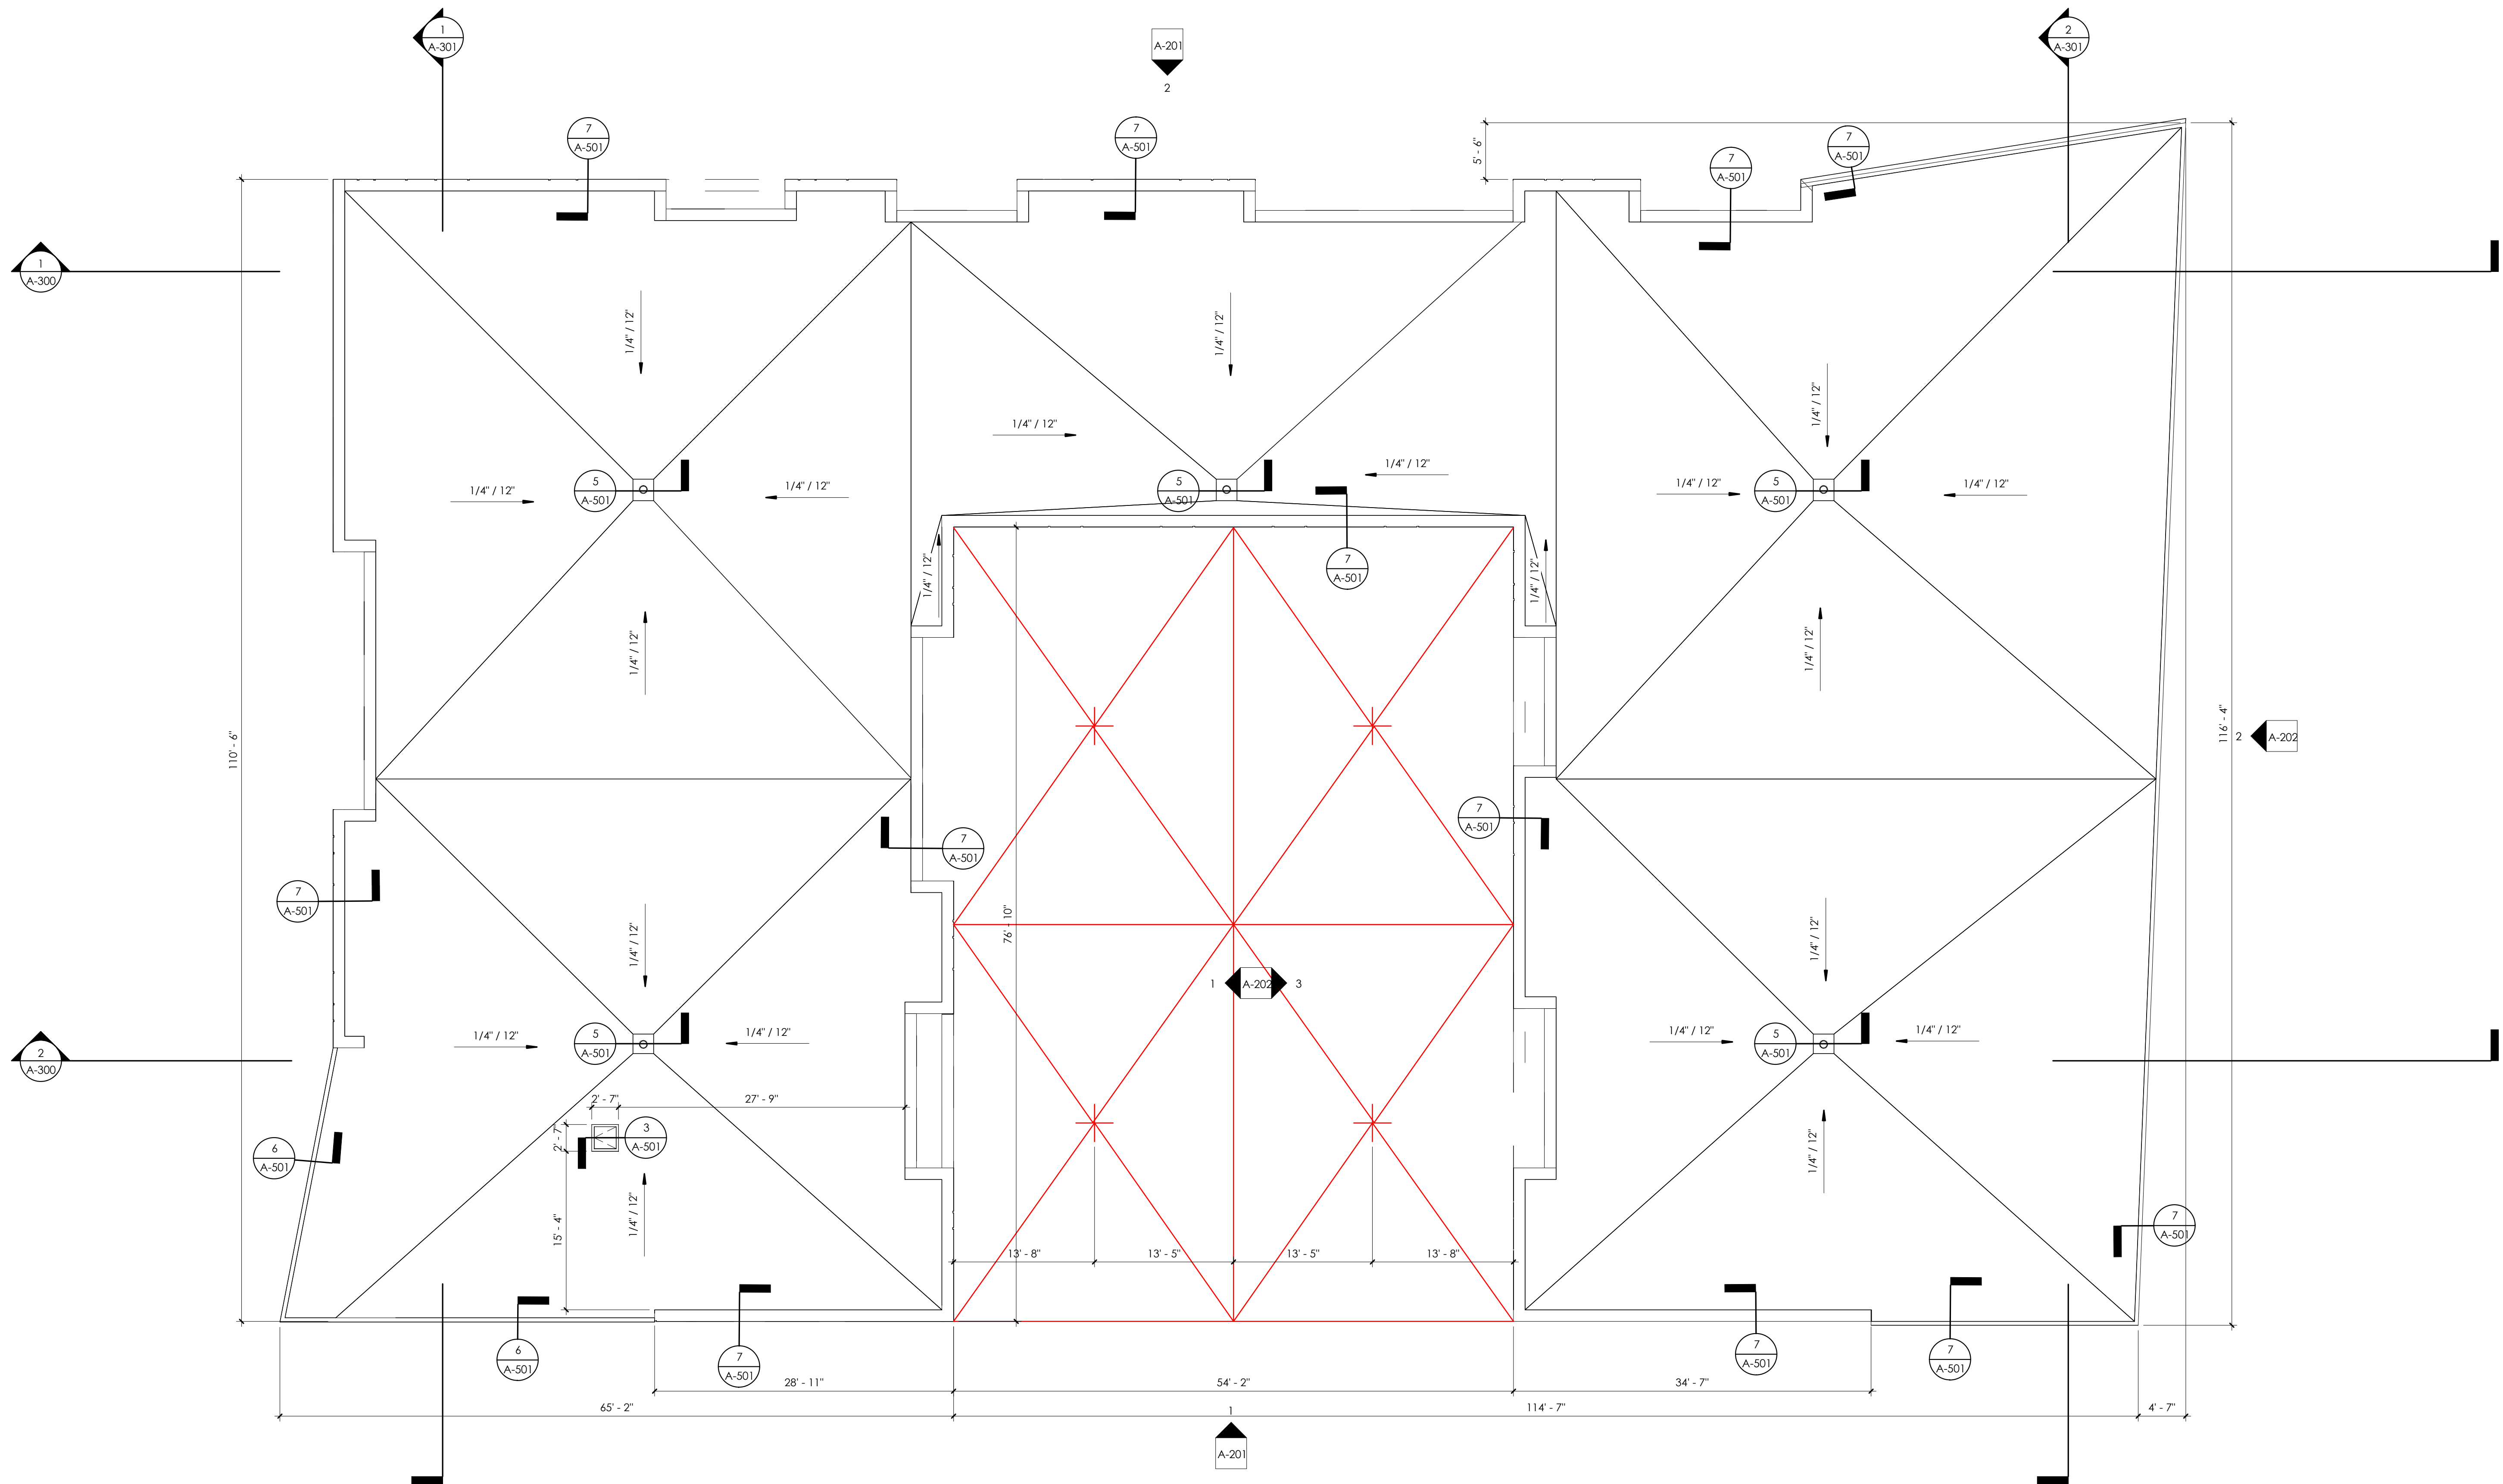 1
A-301
2
A-301
A-201
2
7
A-501
7
A-501
7
A-501
7
A-501
5' - 6"
1
A-300
1/4" / 12"
1/4" / 12"
1/4" / 12"
1/4" / 12"
1/4" / 12"
1/4" / 12"
1/4" / 12"
1/4" / 12"
1/4" / 12"
5
A-501
5
A-501
5
A-501
7
A-501
1/4" / 12"
1/4" / 12"
1/4" / 12"
1/4" / 12"
110' - 6"
116' - 4"
2
A-202
7
A-501
7
A-501
7
A-501
76' - 10"
1/4" / 12"
1/4" / 12"
1
A-202
3
1/4" / 12"
1/4" / 12"
1/4" / 12"
1/4" / 12"
5
A-501
5
A-501
2
A-300
2' - 7"
27' - 9"
2' - 7"
3
A-501
6
A-501
1/4" / 12"
1/4" / 12"
15' - 4"
7
A-501
13' - 8"
13' - 5"
13' - 5"
13' - 8"
6
A-501
7
A-501
7
A-501
7
A-501
28' - 11"
54' - 2"
34' - 7"
65' - 2"
114' - 7"
4' - 7"
1
A-201